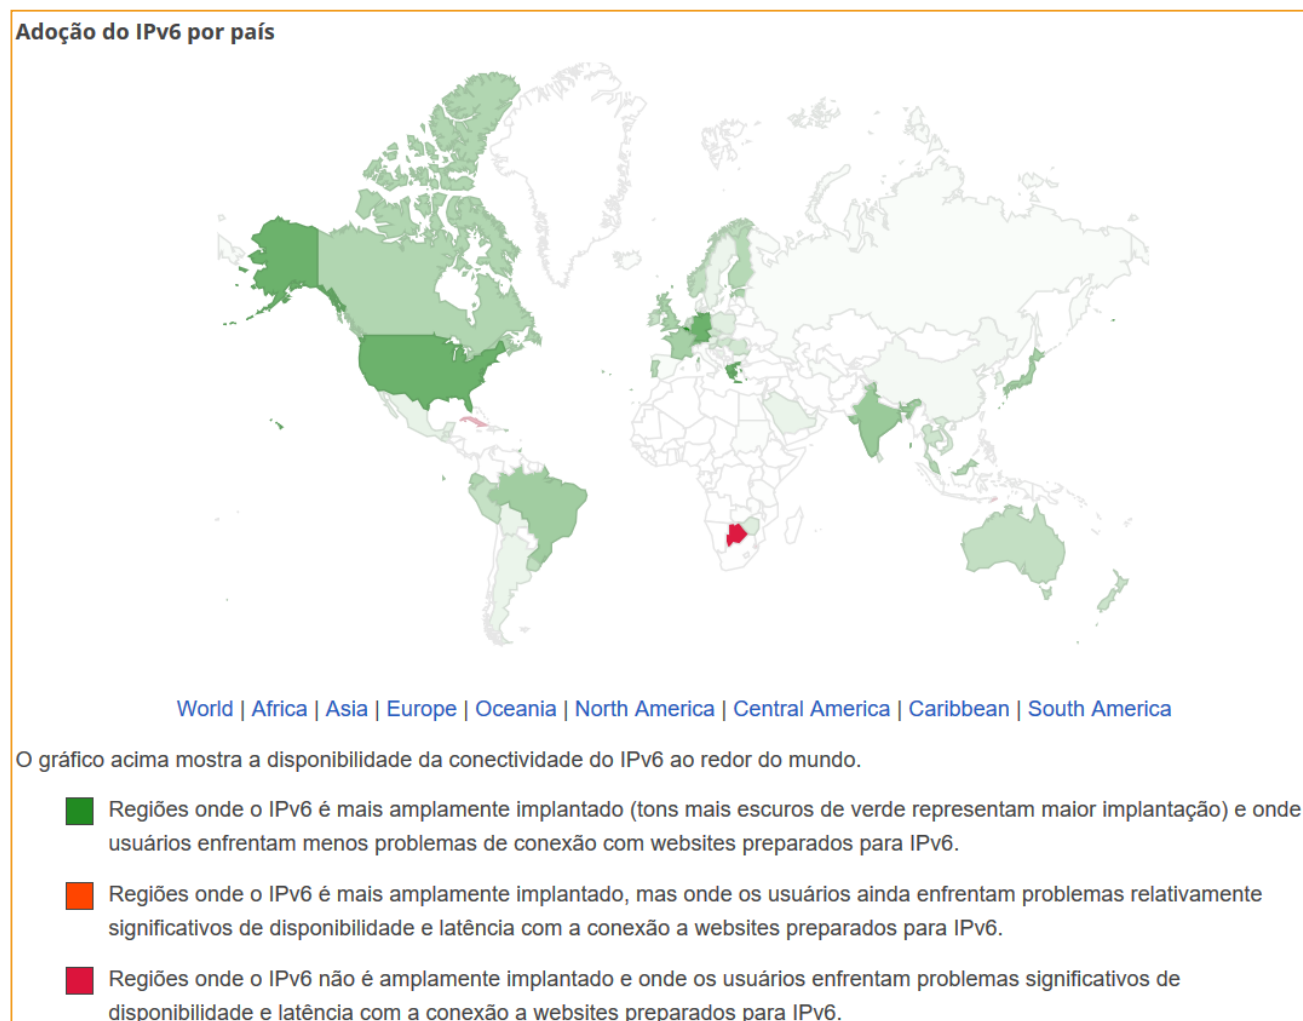 Adoção do IPv6 por país
World | Africa | Asia | Europe | Oceania | North America | Central America | Caribbean | South America
O gráfico acima mostra a disponibilidade da conectividade do IPv6 ao redor do mundo.
Regiões onde o IPv6 é mais amplamente implantado (tons mais escuros de verde representam maior implantação) e onde
usuários enfrentam menos problemas de conexão com websites preparados para IPv6.
Regiões onde o IPv6 é mais amplamente implantado, mas onde os usuários ainda enfrentam problemas relativamente
significativos de disponibilidade e latência com a conexão a websites preparados para IPv6.
Regiões onde o IPv6 não é amplamente implantado e onde os usuários enfrentam problemas significativos de
disponibilidade e latência com a conexão a websites preparados para IPv6.